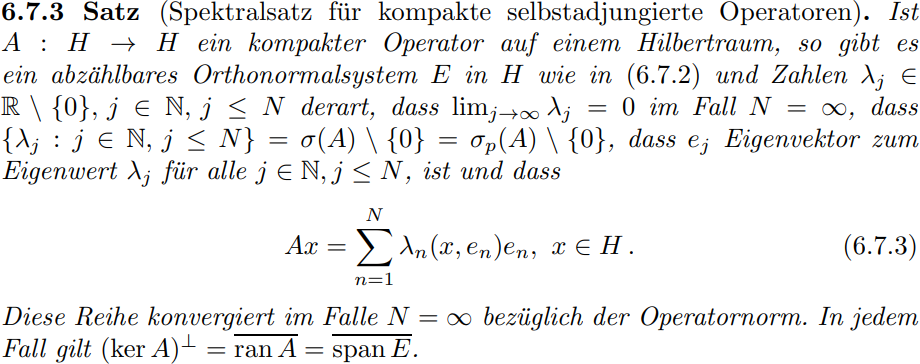 6.7.3 Satz (Spektralsatz für kompakte selbstadjungierte Operatoren). Ist
A : H → H ein kompakter Operator auf einem Hilbertraum, so gibt es
ein abzählbares Orthonormalsystem E in H wie in (6.7.2) und Zahlen λ_j ∈
ℝ \ {0}, j ∈ ℕ, j ≤ N derart, dass lim_{j→∞} λ_j = 0 im Fall N = ∞, dass
{λ_j : j ∈ ℕ, j ≤ N} = σ(A) \ {0} = σ_p(A) \ {0}, dass e_j Eigenvektor zum
Eigenwert λ_j für alle j ∈ ℕ, j ≤ N, ist und dass
Ax = \sum_{n=1}^{N} λ_n(x, e_n)e_n, x ∈ H . (6.7.3)
Diese Reihe konvergiert im Falle N = ∞ bezüglich der Operatornorm. In jedem
Fall gilt (ker A)^⊥ = \overline{ran A} = \overline{span E}.